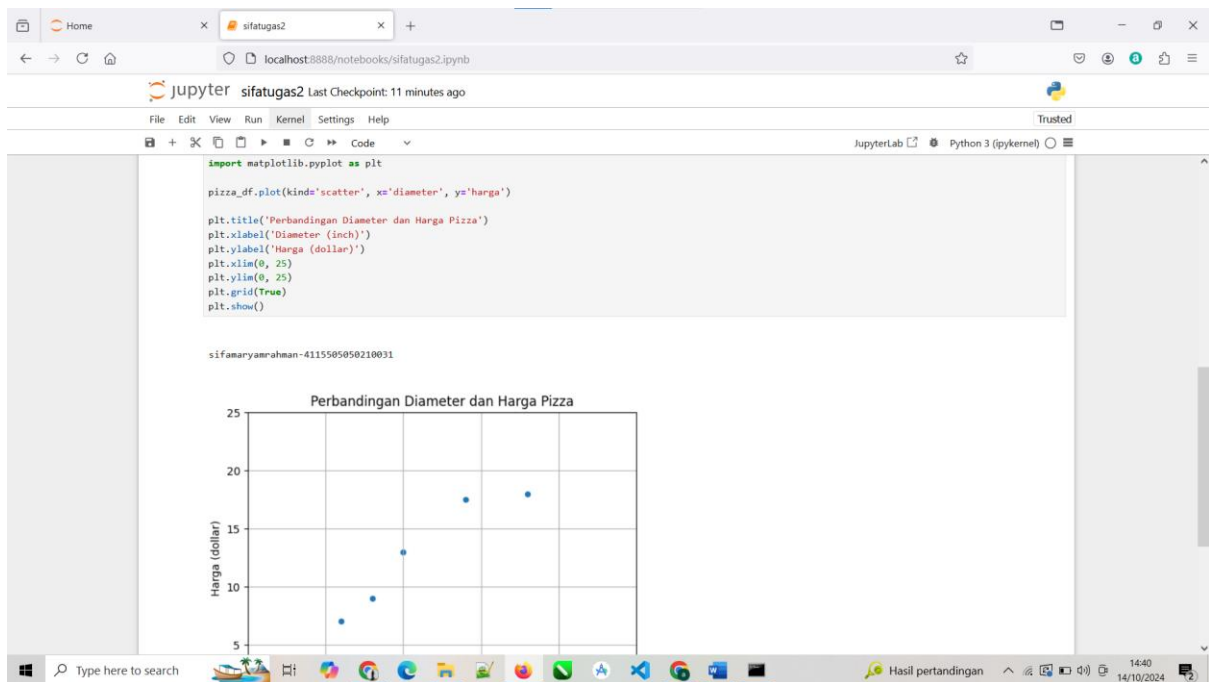 Home
sifatugas2
localhost:8888/notebooks/sifatugas2.ipynb
jupyter sifatugas2 Last Checkpoint: 11 minutes ago
File Edit View Run Kernel Settings Help
Trusted
Code
JupyterLab
Python 3 (ipykernel)
import matplotlib.pyplot as plt
pizza_df.plot(kind='scatter', x='diameter', y='harga')
plt.title('Perbandingan Diameter dan Harga Pizza')
plt.xlabel('Diameter (inch)')
plt.ylabel('Harga (dollar)')
plt.xlim(0, 25)
plt.ylim(0, 25)
plt.grid(True)
plt.show()
sifamaryamrahman-4115505050210031
Perbandingan Diameter dan Harga Pizza
25
20
15
10
5
Harga (dollar)
Type here to search
Hasil pertandingan
14:40
14/10/2024
2